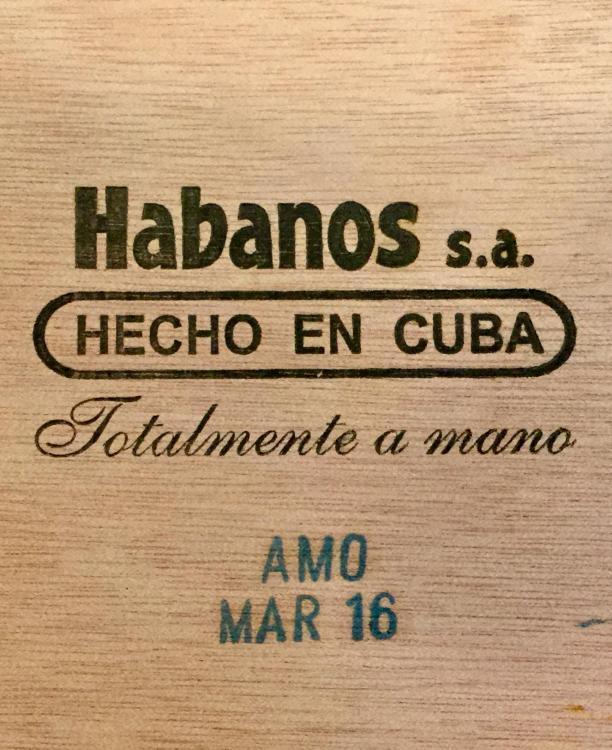 Habanos s.a.
HECHO EN CUBA
Totalmente a mano
AMO
MAR 16